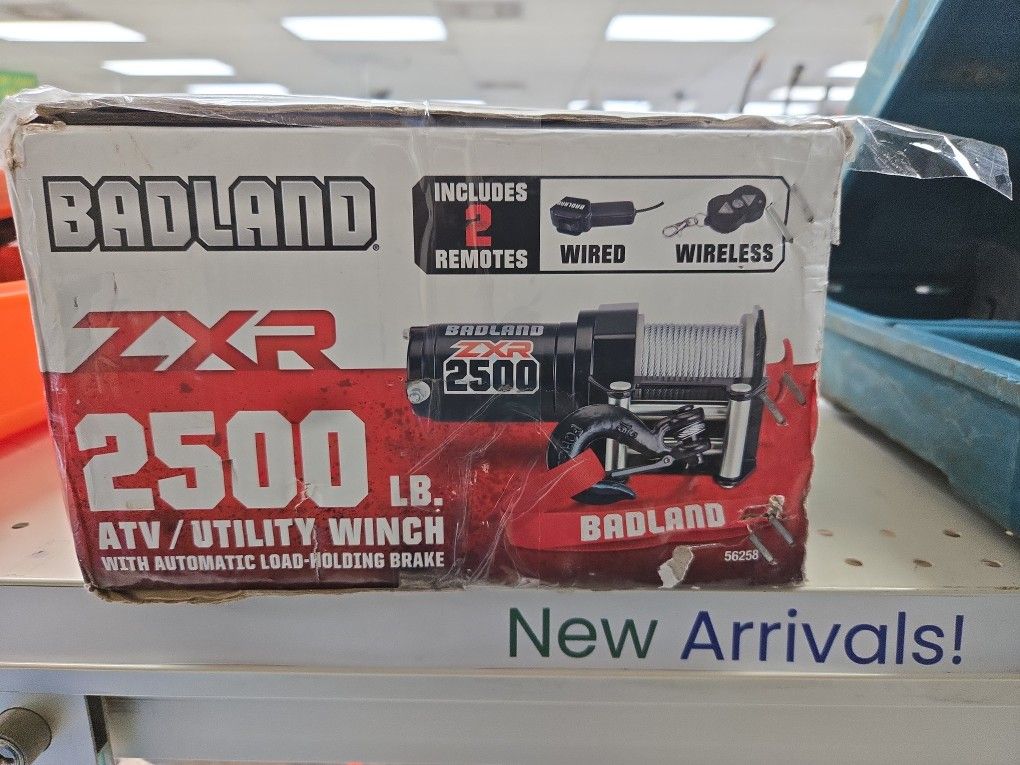 BADLAND
INCLUDES
2
REMOTES
WIRED
WIRELESS
ZXR
2500 LB.
ATV / UTILITY WINCH
WITH AUTOMATIC LOAD-HOLDING BRAKE
BADLAND
ZXR
2500
BADLAND
56258
New Arrivals!